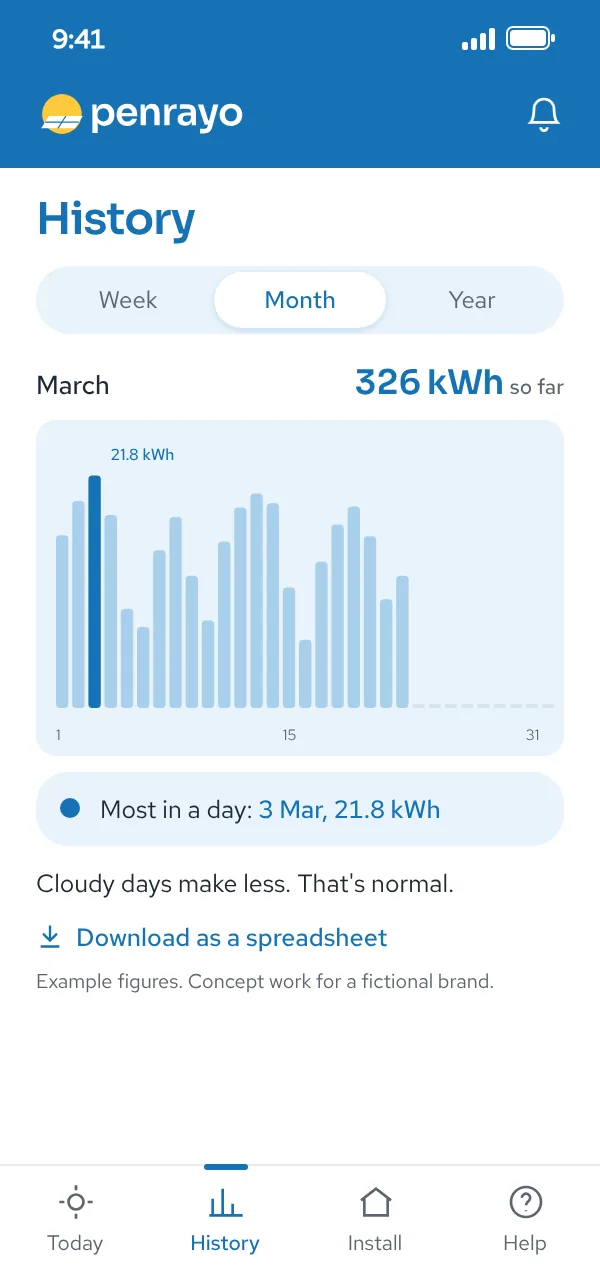 9:41
penrayo
History
Week Month Year
March 326 kWh so far
21.8 kWh
1 15 31
Most in a day: 3 Mar, 21.8 kWh
Cloudy days make less. That's normal.
Download as a spreadsheet
Example figures. Concept work for a fictional brand.
Today History Install Help